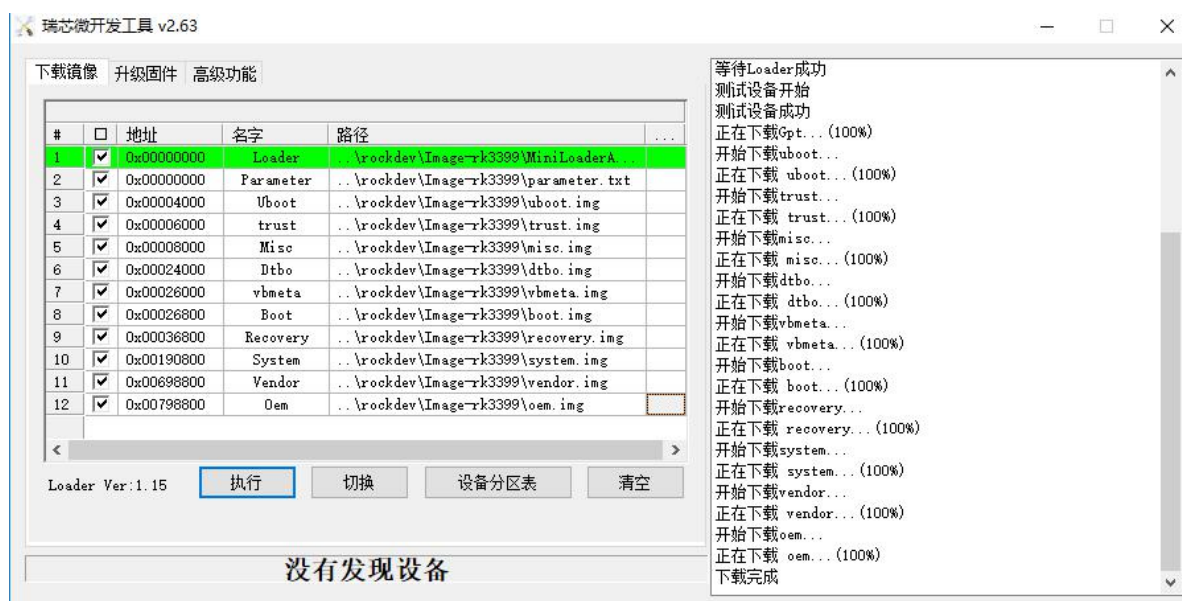 瑞芯微开发工具 v2.63
下载镜像 升级固件 高级功能
# 地址 名字 路径 ...
1 0x00000000 Loader ..\rockdev\Image-rk3399\MiniLoaderA...
2 0x00000000 Parameter ..\rockdev\Image-rk3399\parameter.txt
3 0x00004000 Uboot ..\rockdev\Image-rk3399\uboot.img
4 0x00006000 trust ..\rockdev\Image-rk3399\trust.img
5 0x00008000 Misc ..\rockdev\Image-rk3399\misc.img
6 0x00024000 Dtbo ..\rockdev\Image-rk3399\dtbo.img
7 0x00026000 vbmeta ..\rockdev\Image-rk3399\vbmeta.img
8 0x00026800 Boot ..\rockdev\Image-rk3399\boot.img
9 0x00036800 Recovery ..\rockdev\Image-rk3399\recovery.img
10 0x00190800 System ..\rockdev\Image-rk3399\system.img
11 0x00698800 Vendor ..\rockdev\Image-rk3399\vendor.img
12 0x00798800 Oem ..\rockdev\Image-rk3399\oem.img
Loader Ver:1.15 执行 切换 设备分区表 清空
没有发现设备
等待Loader成功
测试设备开始
测试设备成功
正在下载Gpt...(100%)
开始下载uboot...
正在下载 uboot...(100%)
开始下载trust...
正在下载 trust...(100%)
开始下载misc...
正在下载 misc...(100%)
开始下载dtbo...
正在下载 dtbo...(100%)
开始下载vbmeta...
正在下载 vbmeta...(100%)
开始下载boot...
正在下载 boot...(100%)
开始下载recovery...
正在下载 recovery...(100%)
开始下载system...
正在下载 system...(100%)
开始下载vendor...
正在下载 vendor...(100%)
开始下载oem...
正在下载 oem...(100%)
下载完成